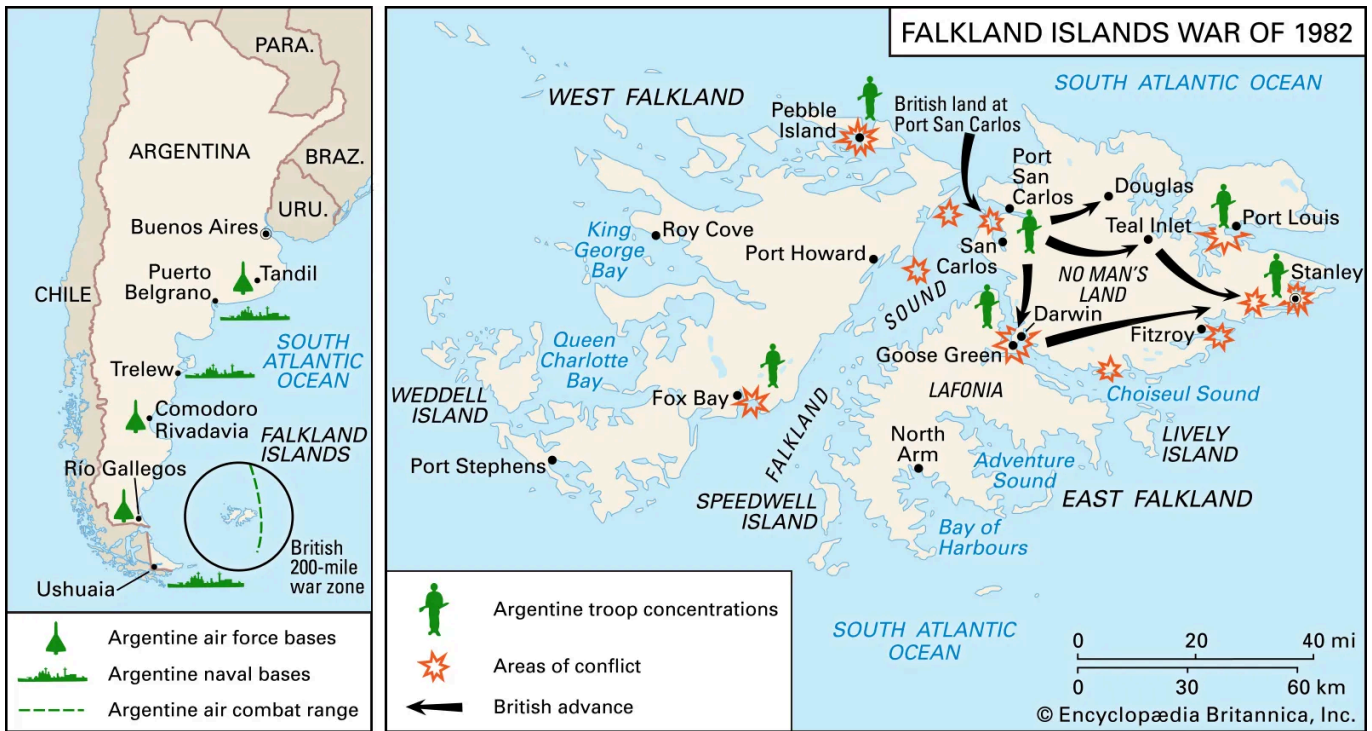 PARA.
ARGENTINA
BRAZ.
URU.
Buenos Aires
Puerto
Belgrano
Tandil
CHILE
SOUTH
ATLANTIC
OCEAN
Trelew
Comodoro
Rivadavia
FALKLAND
ISLANDS
Río Gallegos
British
200-mile
war zone
Ushuaia
Argentine air force bases
Argentine naval bases
Argentine air combat range
FALKLAND ISLANDS WAR OF 1982
WEST FALKLAND
SOUTH ATLANTIC OCEAN
Pebble
Island
British land at
Port San Carlos
Port
San
Carlos
Douglas
Teal Inlet
Port Louis
King
George
Bay
Roy Cove
Port Howard
San
Carlos
NO MAN'S
LAND
Stanley
FALKLAND SOUND
Darwin
Goose Green
Fitzroy
Queen
Charlotte
Bay
LAFONIA
Choiseul Sound
WEDDELL
ISLAND
Fox Bay
Port Stephens
North
Arm
Adventure
Sound
LIVELY
ISLAND
SPEEDWELL
ISLAND
EAST FALKLAND
Bay of
Harbours
Argentine troop concentrations
Areas of conflict
British advance
SOUTH ATLANTIC
OCEAN
0 20 40 mi
0 30 60 km
© Encyclopædia Britannica, Inc.